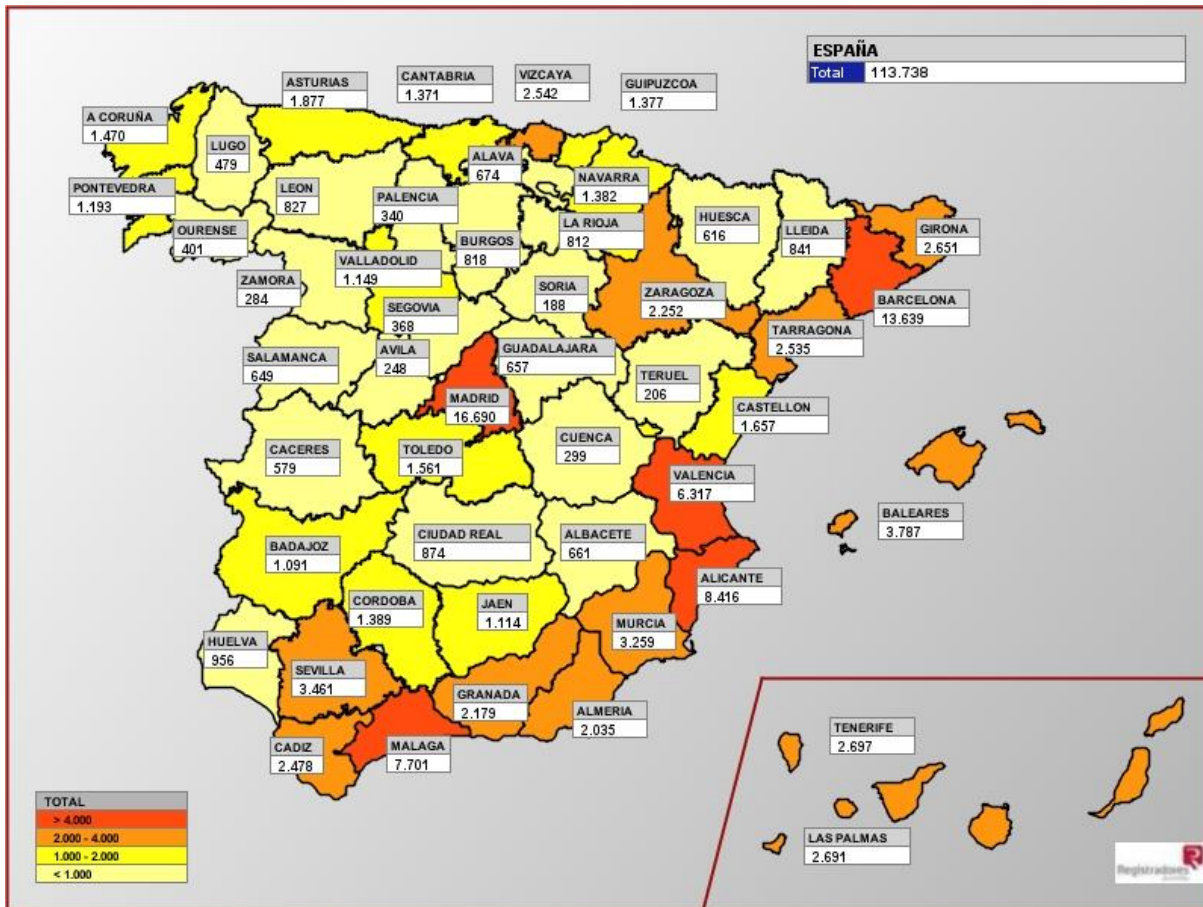 ESPAÑA
Total 113.738
ASTURIAS
1.877
CANTABRIA
1.371
VIZCAYA
2.542
GUIPUZCOA
1.377
A CORUÑA
1.470
LUGO
479
ALAVA
674
NAVARRA
1.382
PONTEVEDRA
1.193
LEON
827
PALENCIA
340
LA RIOJA
812
HUESCA
616
LLEIDA
841
GIRONA
2.651
OURENSE
401
BURGOS
818
VALLADOLID
1.149
ZAMORA
284
SORIA
188
ZARAGOZA
2.252
BARCELONA
13.639
SEGOVIA
368
TARRAGONA
2.535
SALAMANCA
649
AVILA
248
GUADALAJARA
657
TERUEL
206
MADRID
16.690
CASTELLON
1.657
CACERES
579
TOLEDO
1.561
CUENCA
299
VALENCIA
6.317
BALEARES
3.787
CIUDAD REAL
874
ALBACETE
661
BADAJOZ
1.091
ALICANTE
8.416
CORDOBA
1.389
JAEN
1.114
MURCIA
3.259
HUELVA
956
SEVILLA
3.461
GRANADA
2.179
ALMERIA
2.035
CADIZ
2.478
MALAGA
7.701
TENERIFE
2.697
LAS PALMAS
2.691
TOTAL
> 4.000
2.000 - 4.000
1.000 - 2.000
< 1.000
Registradores